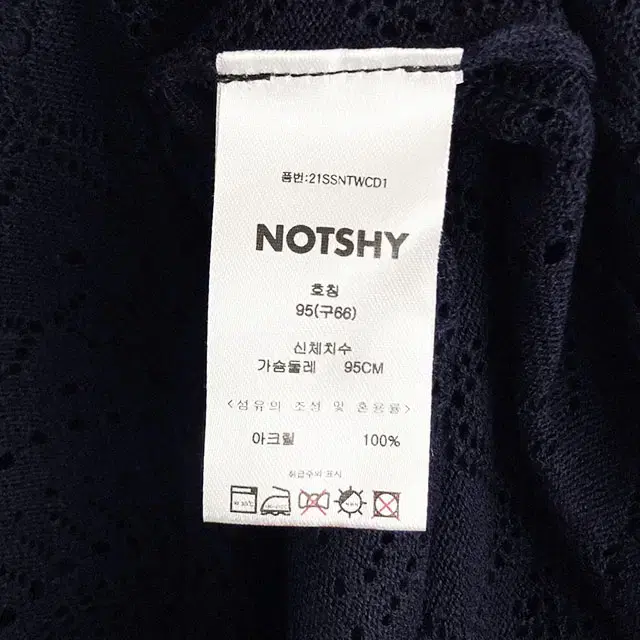 품번:21SSNTWCD1
NOTSHY
호칭
95(구66)
신체치수
가슴둘레 95CM
<섬유의 조성 및 혼용률>
아크릴 100%
취급주의 표시